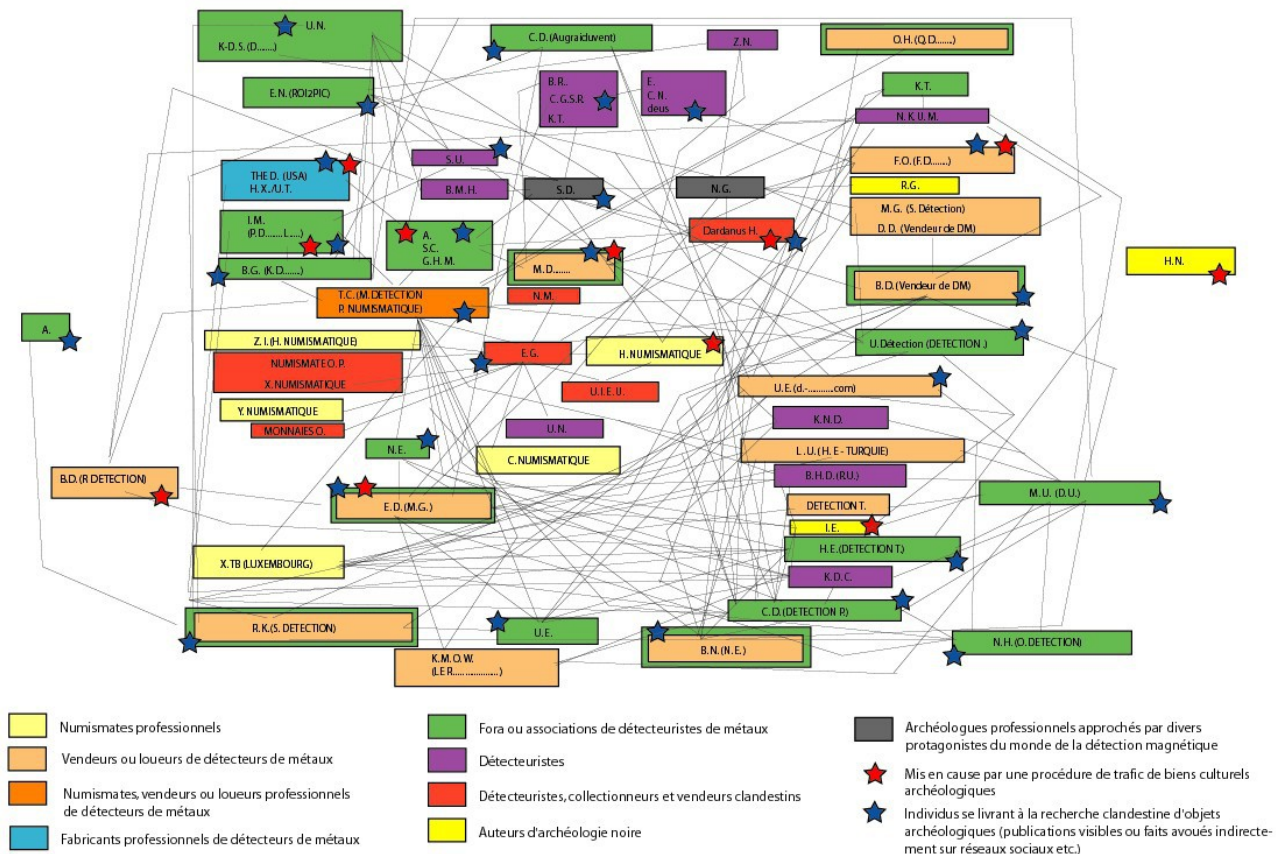 U.N.
K-D.S. (D.......)
C.D. (Augraiduvent)
Z.N.
O.H. (Q.D.......)
E.N. (ROI2PIC)
B.R.
C.G.S.R.
K.T.
E.
C.N.
deus
K.T.
N.K.U.M.
THE D. (USA)
H.X./U.T.
S.U.
F.O. (F.D.......)
B.M.H.
S.D.
N.G.
R.G.
I.M.
(P.D....... L....)
A.
S.C.
G.H.M.
Dardanus H.
M.G. (S. Détection)
D.D. (Vendeur de DM)
B.G. (K.D.......)
M.D.......
H.N.
T.C. (M.DETECTION
P. NUMISMATIQUE)
N.M.
B.D. (Vendeur de DM)
A.
Z.I. (H. NUMISMATIQUE)
U.Détection (DETECTION .)
NUMISMATE O.P.
X. NUMISMATIQUE
E.G.
H. NUMISMATIQUE
U.I.E.U.
U.E. (d.-..........com)
Y. NUMISMATIQUE
MONNAIES O.
U.N.
K.N.D.
N.E.
C. NUMISMATIQUE
L.U. (H. E - TURQUIE)
B.D. (R DETECTION)
B.H.D. (R.U.)
M.U. (D.U.)
E.D. (M.G.)
DETECTION T.
I.E.
X.TB (LUXEMBOURG)
H.E. (DETECTION T.)
K.D.C.
C.D. (DETECTION P.)
R.K. (S. DETECTION)
U.E.
B.N. (N.E.)
N.H. (O. DETECTION)
K.M.O.W.
(LE R..................)
Numismates professionnels
Vendeurs ou loueurs de détecteurs de métaux
Numismates, vendeurs ou loueurs professionnels
de détecteurs de métaux
Fabricants professionnels de détecteurs de métaux
Fora ou associations de détecteuristes de métaux
Détecteuristes
Détecteuristes, collectionneurs et vendeurs clandestins
Auteurs d'archéologie noire
Archéologues professionnels approchés par divers
protagonistes du monde de la détection magnétique
Mis en cause par une procédure de trafic de biens culturels
archéologiques
Individus se livrant à la recherche clandestine d'objets
archéologiques (publications visibles ou faits avoués indirecte-
ment sur réseaux sociaux etc.)